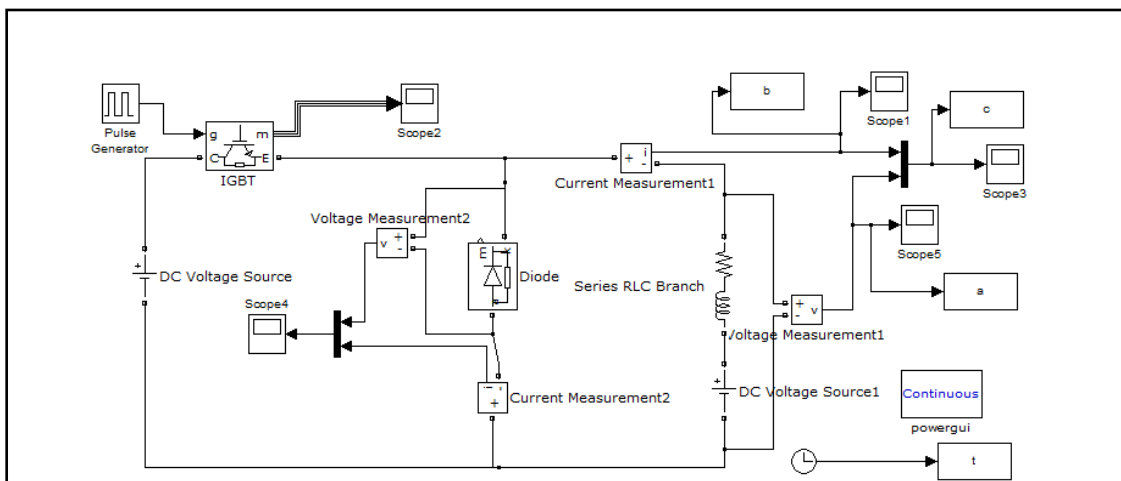 b
Scope1
c
Pulse
Generator
g
m
C
E
IGBT
Scope2
+
i
-
Current Measurement1
Scope3
Voltage Measurement2
v
+
-
E
Diode
Scope5
DC Voltage Source
+
Series RLC Branch
a
Scope4
+
-
v
Voltage Measurement1
i
-
+
Current Measurement2
+
DC Voltage Source1
Continuous
powergui
t